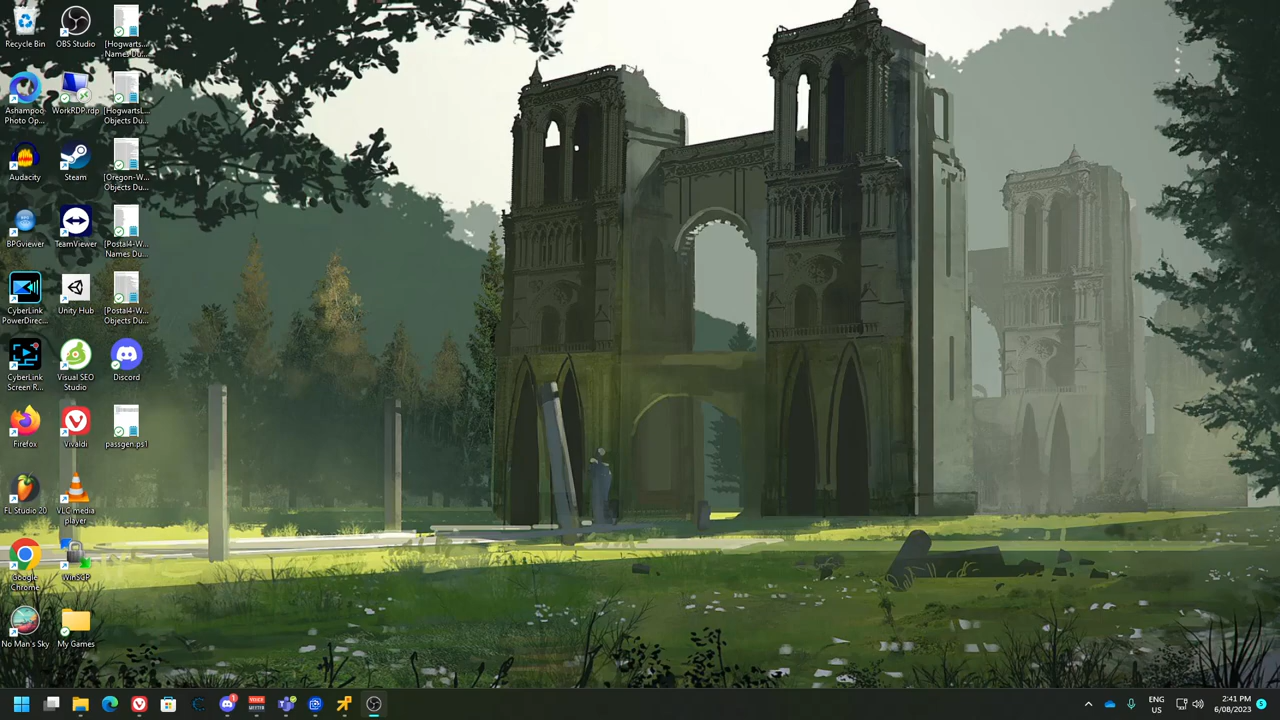 Recycle Bin
OBS Studio
[Hogwarts...
Names Du...
Ashampoo
Photo Op...
WorkRDP.rdp
[HogwartsL...
Objects Du...
Audacity
Steam
[Oregon-W...
Objects Du...
BPGviewer
TeamViewer
[Postal4-W...
Names Du...
CyberLink
PowerDirec...
Unity Hub
[Postal4-W...
Objects Du...
CyberLink
Screen R...
Visual SEO
Studio
Discord
Firefox
Vivaldi
passgen.ps1
FL Studio 20
VLC media
player
Google
Chrome
WinSCP
No Man's Sky
My Games
ENG
US
2:41 PM
6/08/2023
5